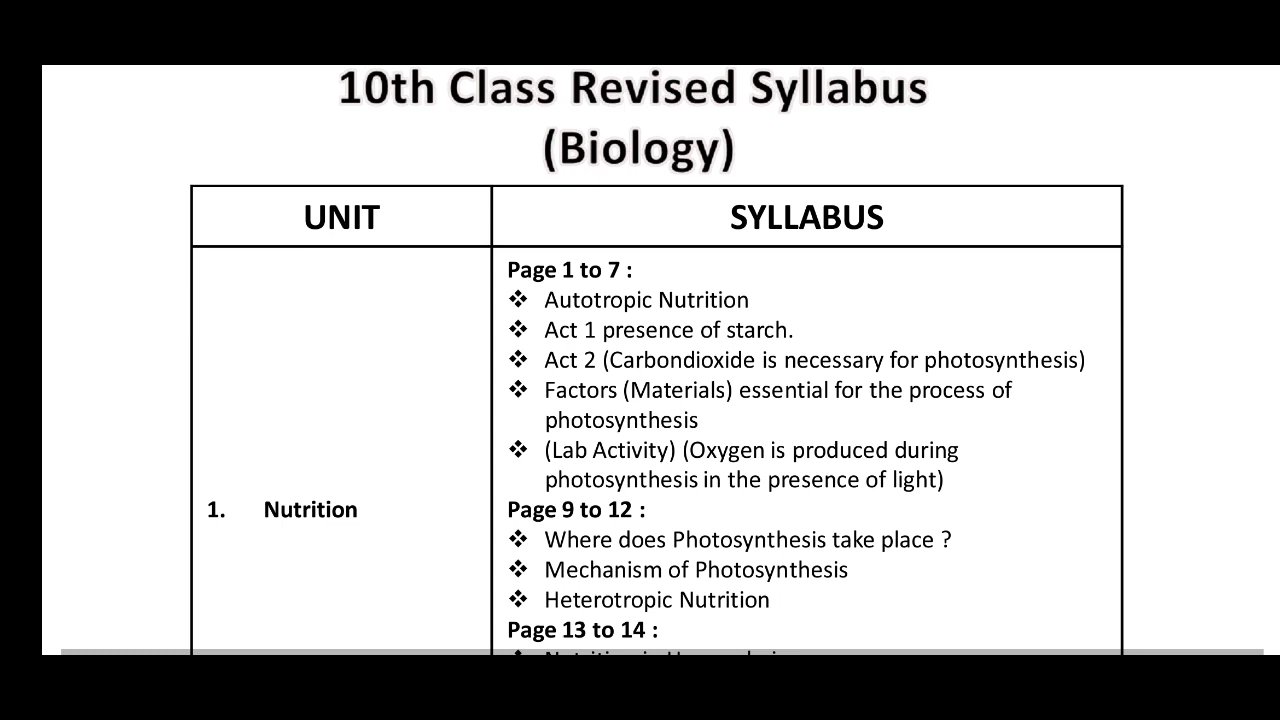 10th Class Revised Syllabus
(Biology)
UNIT
SYLLABUS
Page 1 to 7 :
❖ Autotropic Nutrition
❖ Act 1 presence of starch.
❖ Act 2 (Carbondioxide is necessary for photosynthesis)
❖ Factors (Materials) essential for the process of
photosynthesis
❖ (Lab Activity) (Oxygen is produced during
photosynthesis in the presence of light)
1. Nutrition
Page 9 to 12 :
❖ Where does Photosynthesis take place ?
❖ Mechanism of Photosynthesis
❖ Heterotropic Nutrition
Page 13 to 14 :